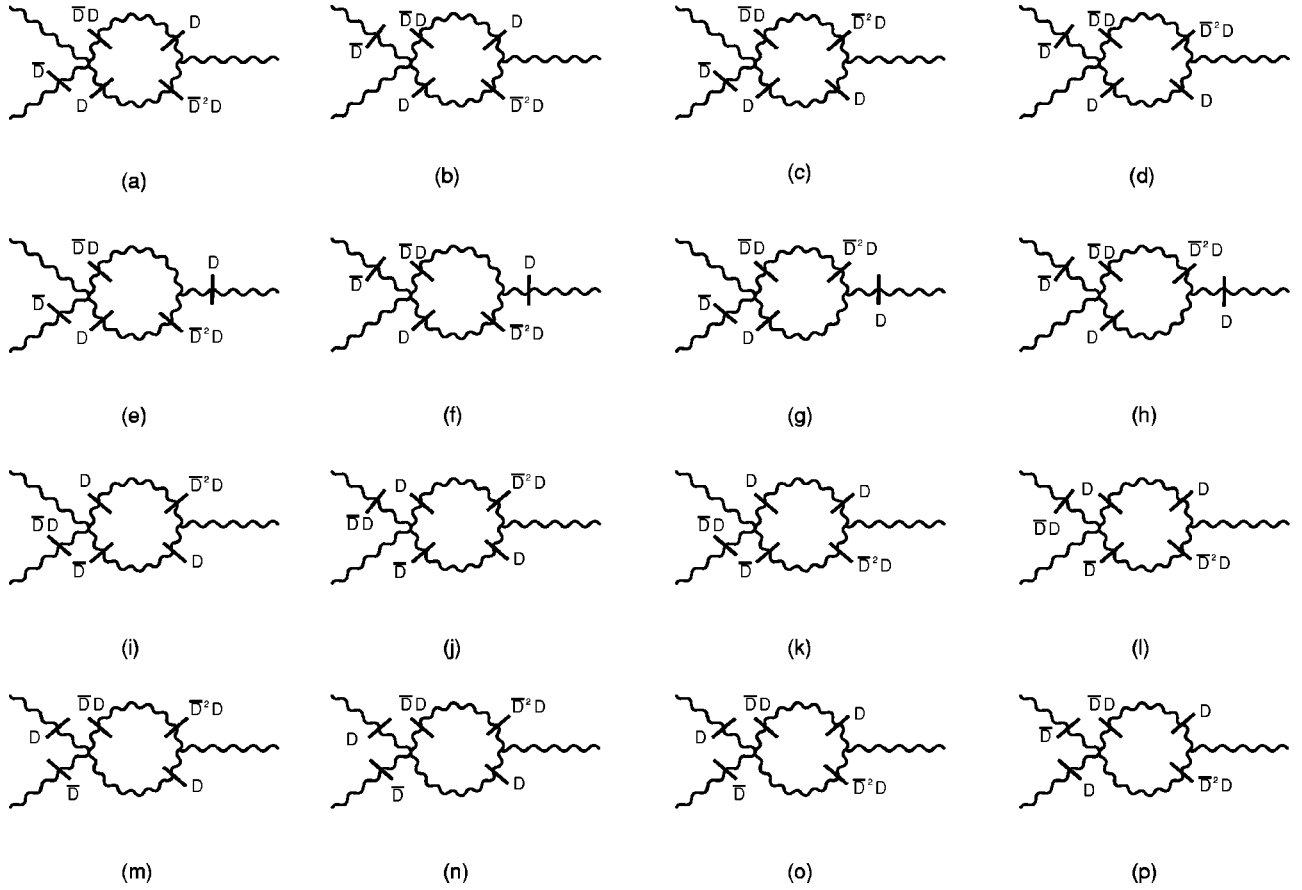 D̅D D D̅D D D̅D D̅²D D̅D D̅²D
D̅ D̅ D̅ D̅
D D̅²D D D̅²D D D D D
(a) (b) (c) (d)
D̅D D D̅D D D̅D D̅²D D̅D D̅²D
D̅ D̅ D̅ D̅
D D̅²D D D̅²D D D D D
(e) (f) (g) (h)
D D̅²D D D̅²D D D D D
D̅D D̅D D̅D D̅D
D̅ D D̅ D D̅ D̅²D D̅ D̅²D
(i) (j) (k) (l)
D̅D D̅²D D̅D D̅²D D̅D D D̅D D
D D D D̅
D̅ D D̅ D D̅ D̅²D D D̅²D
(m) (n) (o) (p)